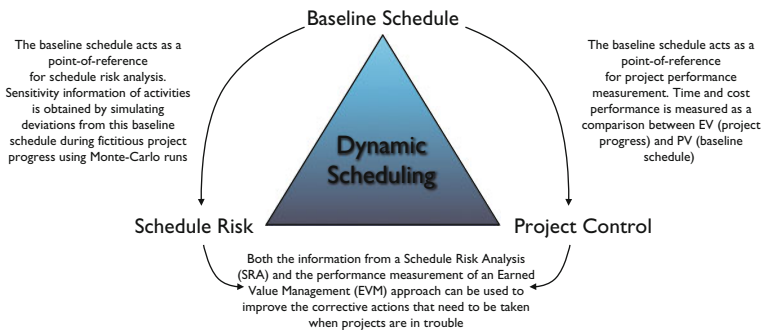 Baseline Schedule
The baseline schedule acts as a
point-of-reference
for schedule risk analysis.
Sensitivity information of activities
is obtained by simulating
deviations from this baseline
schedule during fictitious project
progress using Monte-Carlo runs
The baseline schedule acts as a
point-of-reference
for project performance
measurement. Time and cost
performance is measured as a
comparison between EV (project
progress) and PV (baseline
schedule)
Dynamic
Scheduling
Schedule Risk
Project Control
Both the information from a Schedule Risk Analysis
(SRA) and the performance measurement of an Earned
Value Management (EVM) approach can be used to
improve the corrective actions that need to be taken
when projects are in trouble